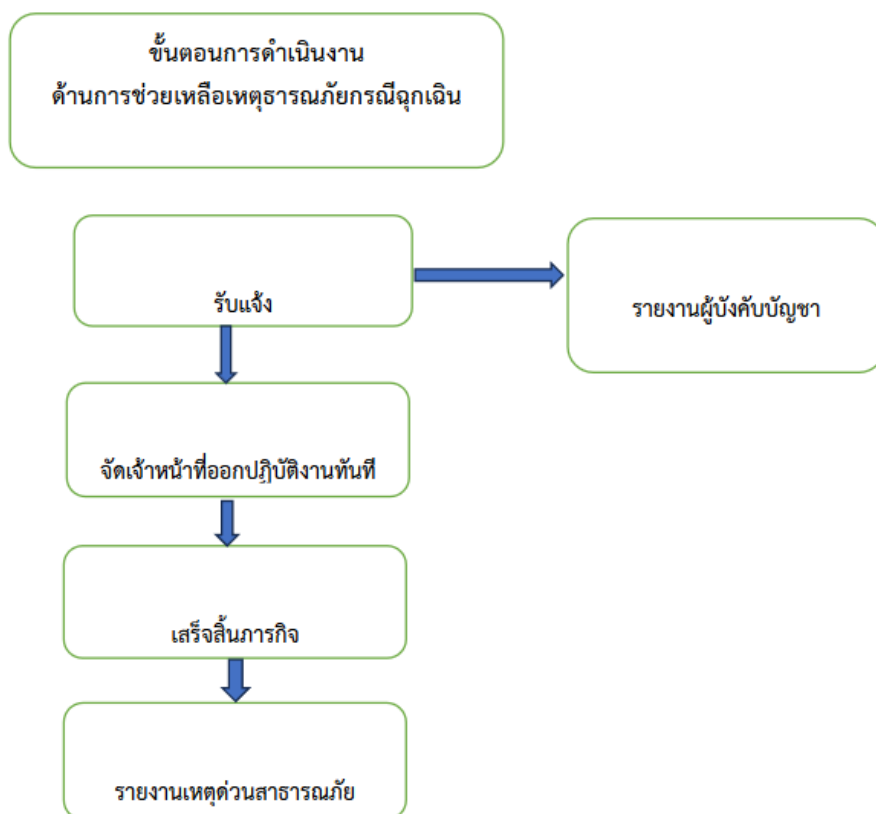 ขั้นตอนการดำเนินงาน
ด้านการช่วยเหลือเหตุธารณภัยกรณีฉุกเฉิน
รับแจ้ง
รายงานผู้บังคับบัญชา
จัดเจ้าหน้าที่ออกปฏิบัติงานทันที
เสร็จสิ้นภารกิจ
รายงานเหตุด่วนสาธารณภัย